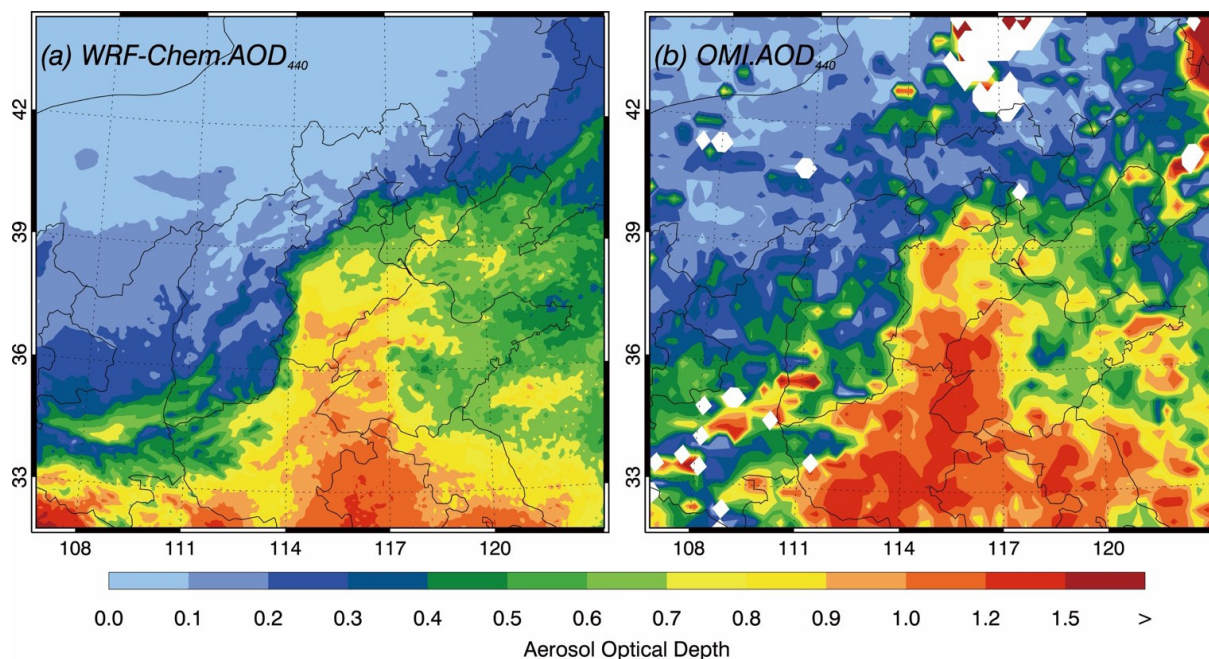 (a) WRF-Chem.AOD440
(b) OMI.AOD440
42
39
36
33
108 111 114 117 120
42
39
36
33
108 111 114 117 120
0.0 0.1 0.2 0.3 0.4 0.5 0.6 0.7 0.8 0.9 1.0 1.2 1.5 >
Aerosol Optical Depth